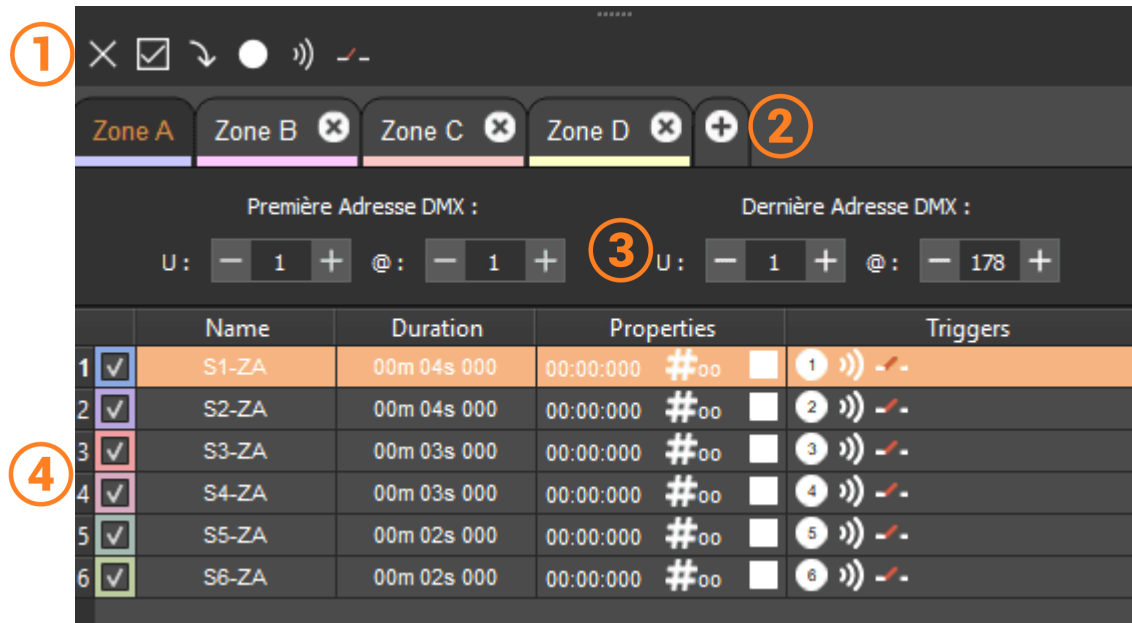 1
Zone A Zone B Zone C Zone D 2
Première Adresse DMX : Dernière Adresse DMX :
U : 1 @ : 1 3 U : 1 @ : 178
Name Duration Properties Triggers
1 S1-ZA 00m 04s 000 00:00:000 #oo 1
2 S2-ZA 00m 04s 000 00:00:000 #oo 2
3 S3-ZA 00m 03s 000 00:00:000 #oo 3
4
4 S4-ZA 00m 03s 000 00:00:000 #oo 4
5 S5-ZA 00m 02s 000 00:00:000 #oo 5
6 S6-ZA 00m 02s 000 00:00:000 #oo 6